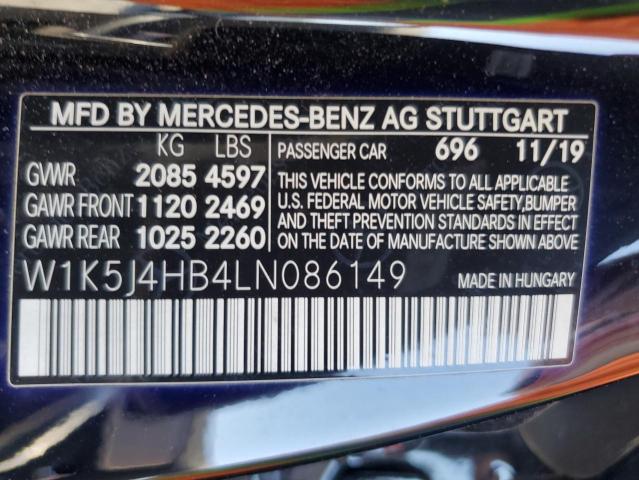 MFD BY MERCEDES-BENZ AG STUTTGART
KG LBS
GVWR 2085 4597
GAWR FRONT 1120 2469
GAWR REAR 1025 2260
PASSENGER CAR 696 11/19
THIS VEHICLE CONFORMS TO ALL APPLICABLE
U.S. FEDERAL MOTOR VEHICLE SAFETY,BUMPER
AND THEFT PREVENTION STANDARDS IN EFFECT
ON THE DATE OF MANUFACTURE SHOWN ABOVE.
W1K5J4HB4LN086149
MADE IN HUNGARY